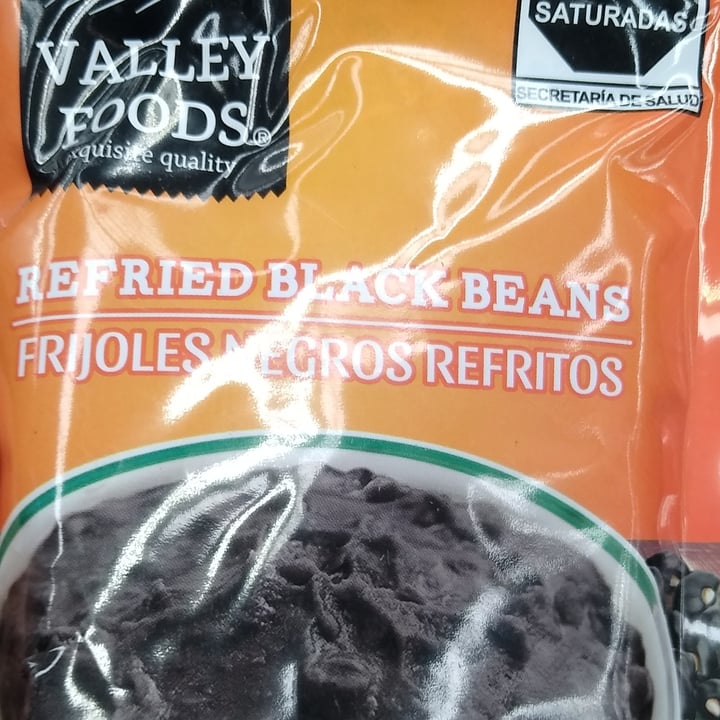 VALLEY
FOODS®
exquisite quality
SATURADAS
SECRETARÍA DE SALUD
REFRIED BLACK BEANS
FRIJOLES NEGROS REFRITOS